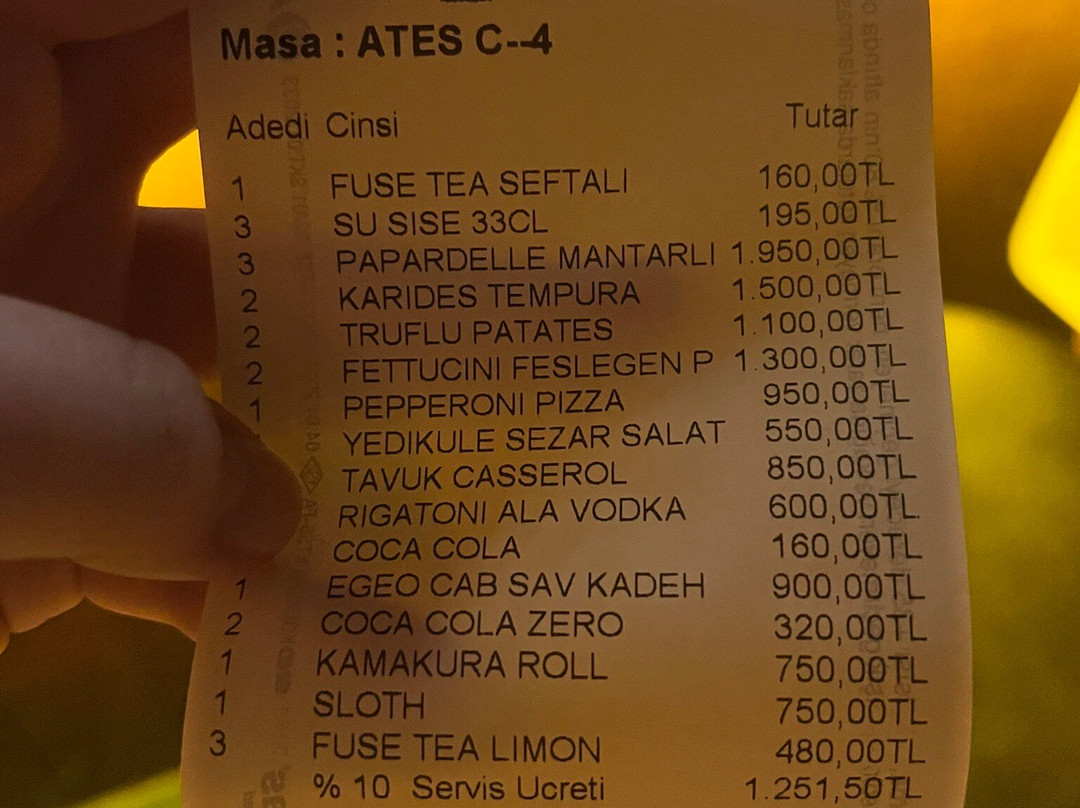 Masa : ATES C--4
Adedi Cinsi Tutar
1 FUSE TEA SEFTALI 160,00TL
3 SU SISE 33CL 195,00TL
3 PAPARDELLE MANTARLI 1.950,00TL
2 KARIDES TEMPURA 1.500,00TL
2 TRUFLU PATATES 1.100,00TL
2 FETTUCINI FESLEGEN P 1.300,00TL
1 PEPPERONI PIZZA 950,00TL
YEDIKULE SEZAR SALAT 550,00TL
TAVUK CASSEROL 850,00TL
RIGATONI ALA VODKA 600,00TL
COCA COLA 160,00TL
1 EGEO CAB SAV KADEH 900,00TL
2 COCA COLA ZERO 320,00TL
1 KAMAKURA ROLL 750,00TL
1 SLOTH 750,00TL
3 FUSE TEA LIMON 480,00TL
% 10 Servis Ucreti 1.251,50TL